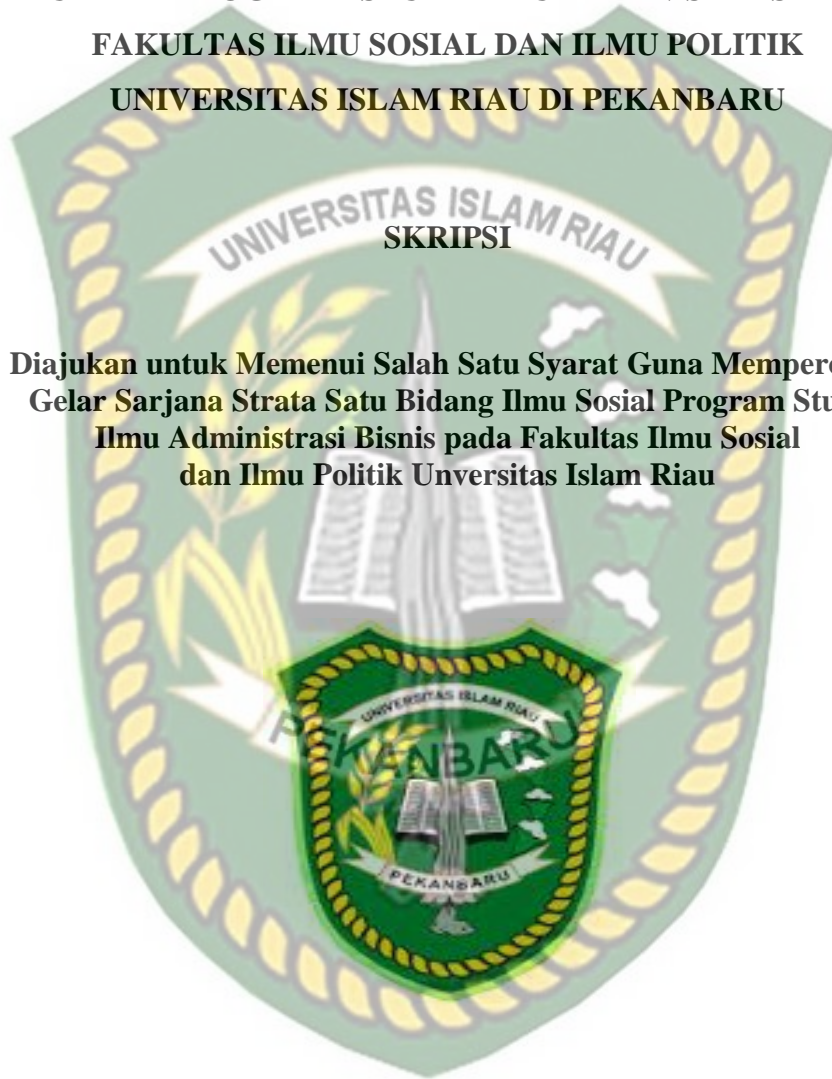 FAKULTAS ILMU SOSIAL DAN ILMU POLITIK
UNIVERSITAS ISLAM RIAU DI PEKANBARU
UNIVERSITAS ISLAM RIAU
SKRIPSI
Diajukan untuk Memenui Salah Satu Syarat Guna
Gelar Sarjana Strata Satu Bidang Ilmu Sosial Program
Ilmu Administrasi Bisnis pada Fakultas Ilmu Sosial
dan Ilmu Politik Unversitas Islam Riau
UNIVERSITAS ISLAM RIAU
PEKANBARU
PEKANBARU